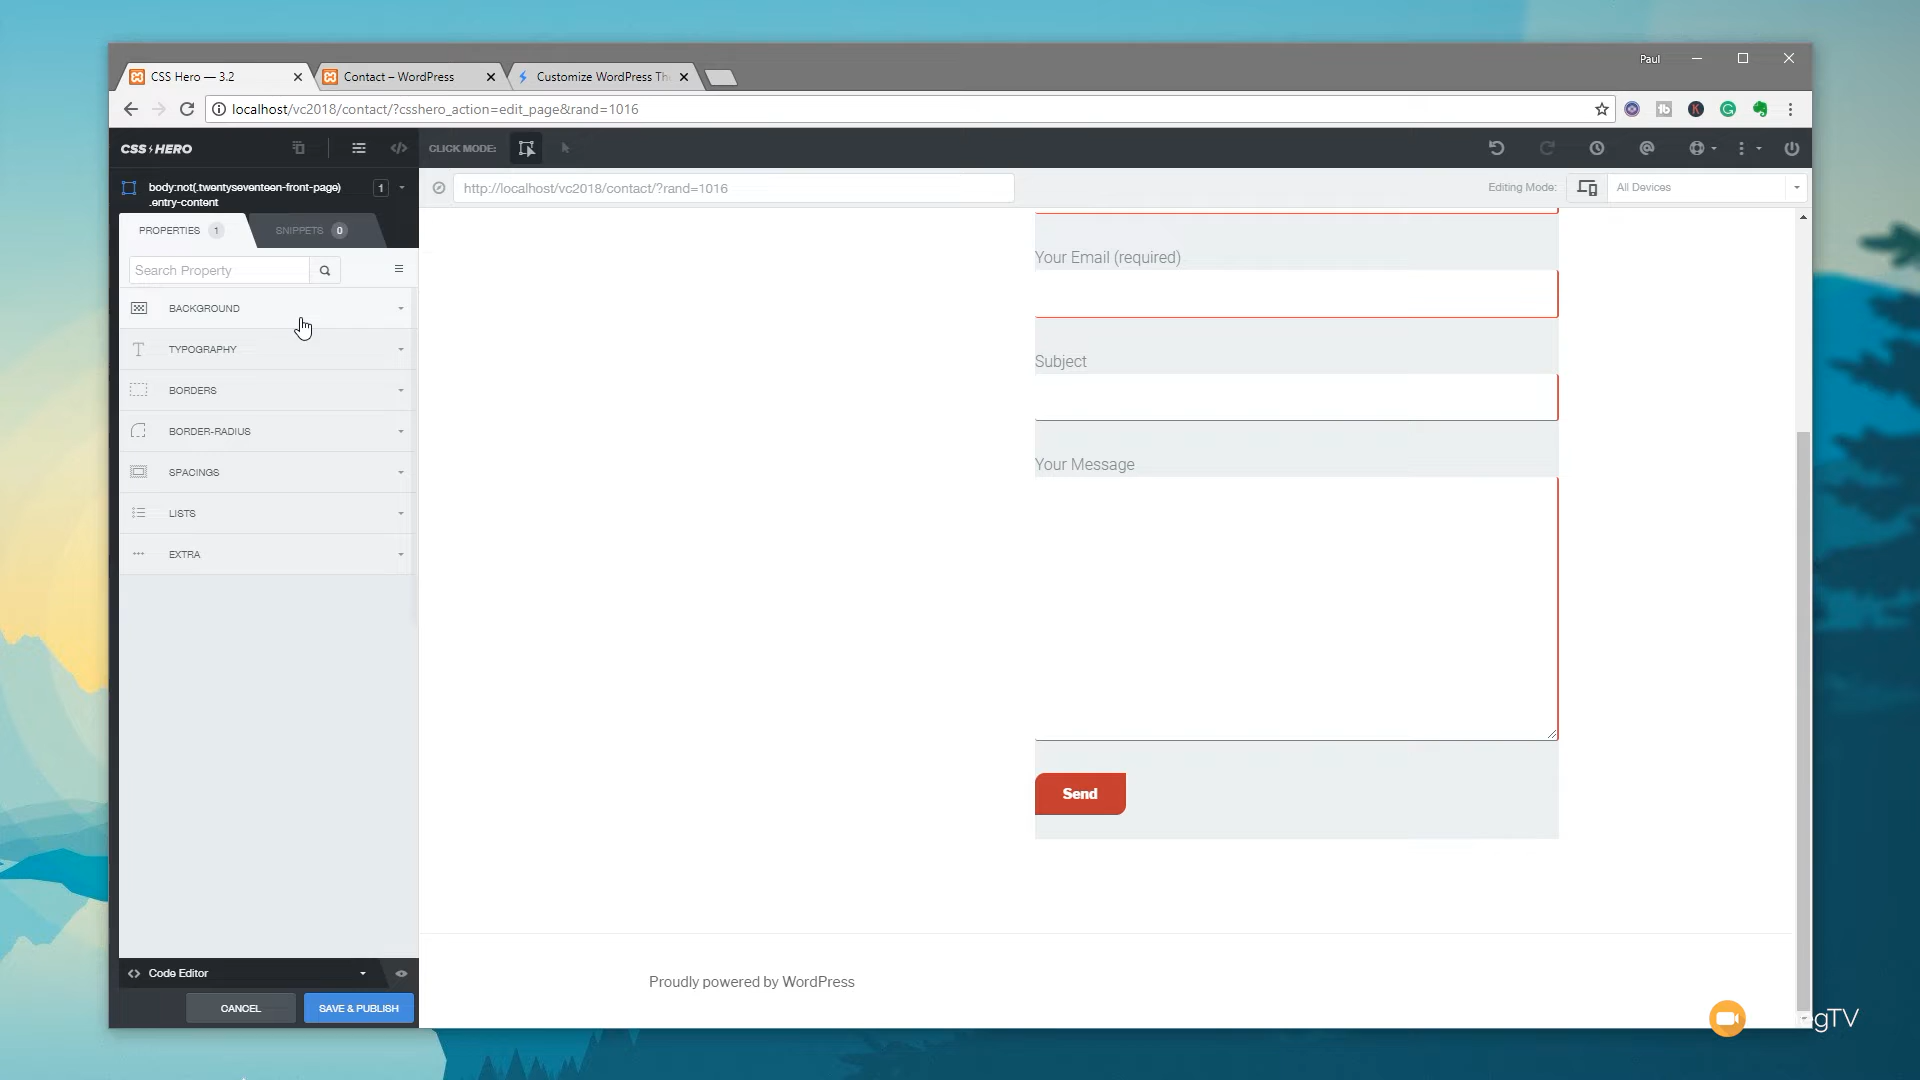 Paul
CSS Hero — 3.2
Contact – WordPress
Customize WordPress Th
localhost/vc2018/contact/?csshero_action=edit_page&rand=1016
CSS HERO
CLICK MODE:
body:not(.twentyseventeen-front-page)
.entry-content
1
http://localhost/vc2018/contact/?rand=1016
Editing Mode:
All Devices
PROPERTIES 1
SNIPPETS 0
Search Property
BACKGROUND
TYPOGRAPHY
BORDERS
BORDER-RADIUS
SPACINGS
LISTS
EXTRA
Your Email (required)
Subject
Your Message
Send
Proudly powered by WordPress
Code Editor
CANCEL
SAVE & PUBLISH
egTV